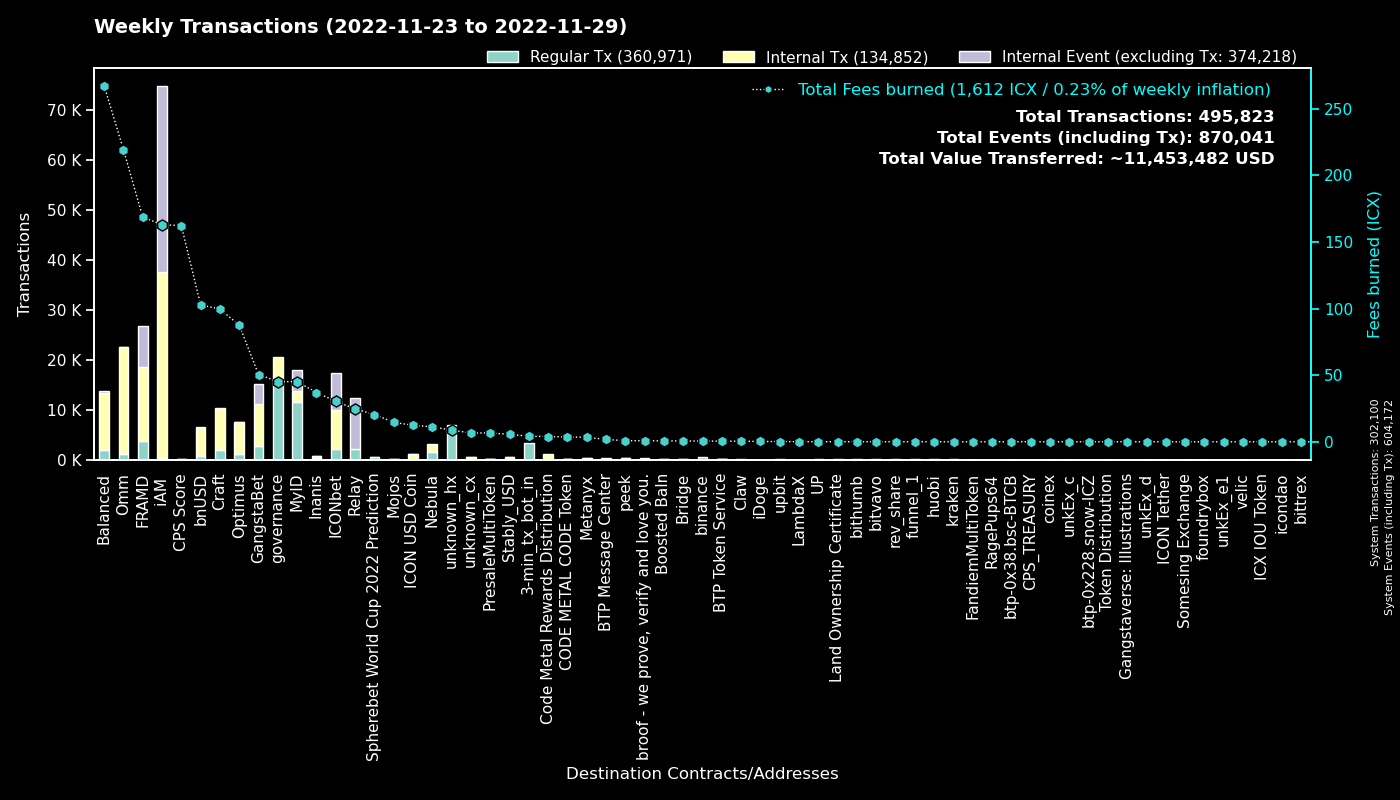 Weekly Transactions (2022-11-23 to 2022-11-29)
Regular Tx (360,971)
Internal Tx (134,852)
Internal Event (excluding Tx: 374,218)
Total Fees burned (1,612 ICX / 0.23% of weekly inflation)
Total Transactions: 495,823
Total Events (including Tx): 870,041
Total Value Transferred: ~11,453,482 USD
Transactions
70 K
60 K
50 K
40 K
30 K
20 K
10 K
0 K
250
200
150
100
50
0
Fees burned (ICX)
System Transactions: 302,100
System Events (including Tx): 604,172
Balanced
Omm
FRAMD
iAM
CPS Score
bnUSD
Craft
Optimus
GangstaBet
governance
MyID
Inanis
ICONbet
Relay
Spherebet World Cup 2022 Prediction
Mojos
ICON USD Coin
Nebula
unknown_hx
unknown_cx
PresaleMultiToken
Stably_USD
3-min_tx_bot_in
Code Metal Rewards Distribution
CODE METAL CODE Token
Metanyx
BTP Message Center
peek
broof - we prove, verify and love you.
Boosted Baln
Bridge
binance
BTP Token Service
Claw
iDoge
upbit
LambdaX
UP
Land Ownership Certificate
bithumb
bitvavo
rev_share
funnel_1
huobi
kraken
FandiemMultiToken
RagePups64
btp-0x38.bsc-BTCB
CPS_TREASURY
coinex
unkEx_c
btp-0x228.snow-ICZ
Token Distribution
Gangstaverse: Illustrations
unkEx_d
ICON Tether
Somesing Exchange
foundrybox
unkEx_e1
velic
ICX IOU Token
icondao
bittrex
Destination Contracts/Addresses